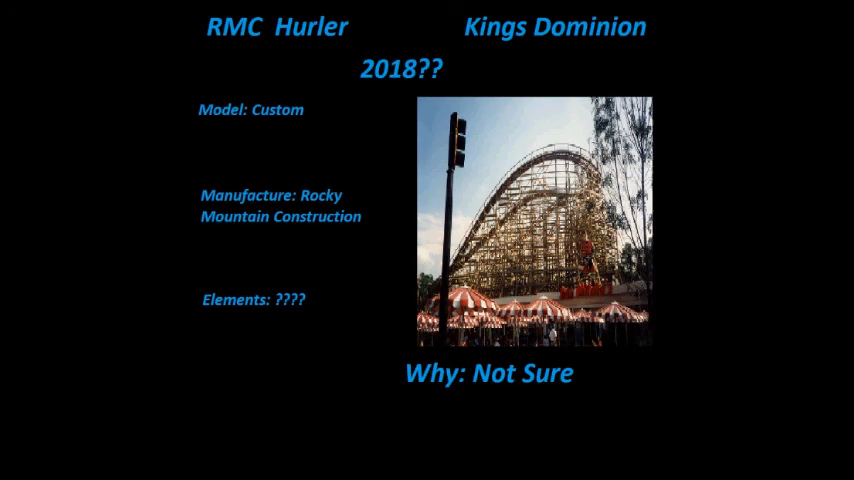 RMC Hurler
Kings Dominion
2018??
Model: Custom
Manufacture: Rocky
Mountain Construction
Elements: ????
Why: Not Sure